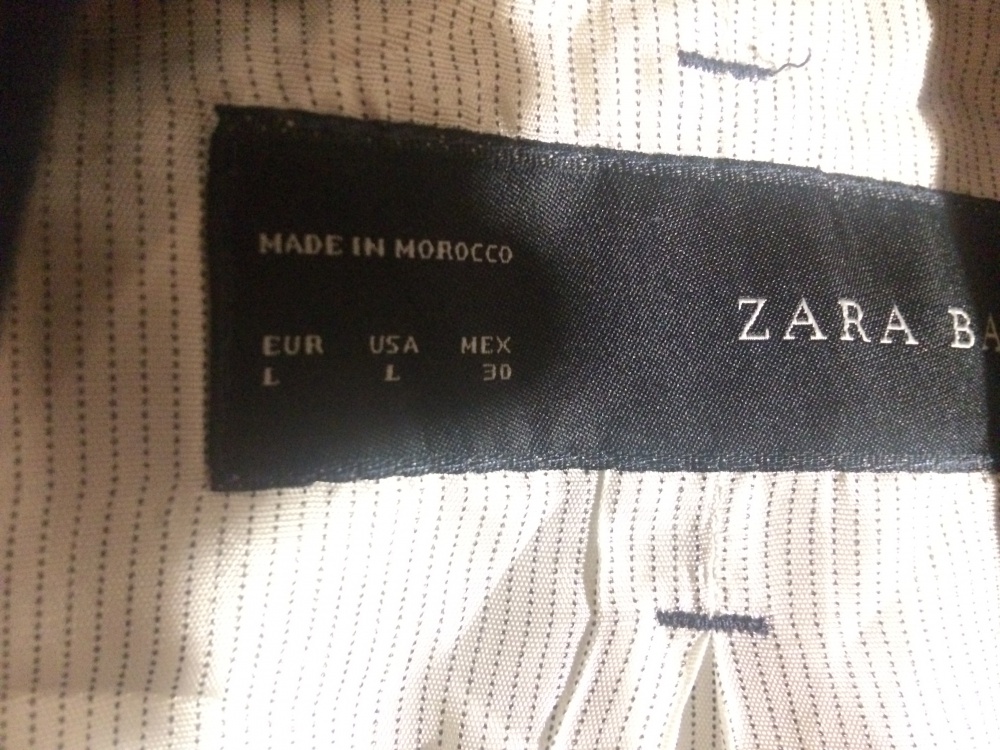 MADE IN MOROCCO
EUR USA MEX
L L 30
ZARA BA